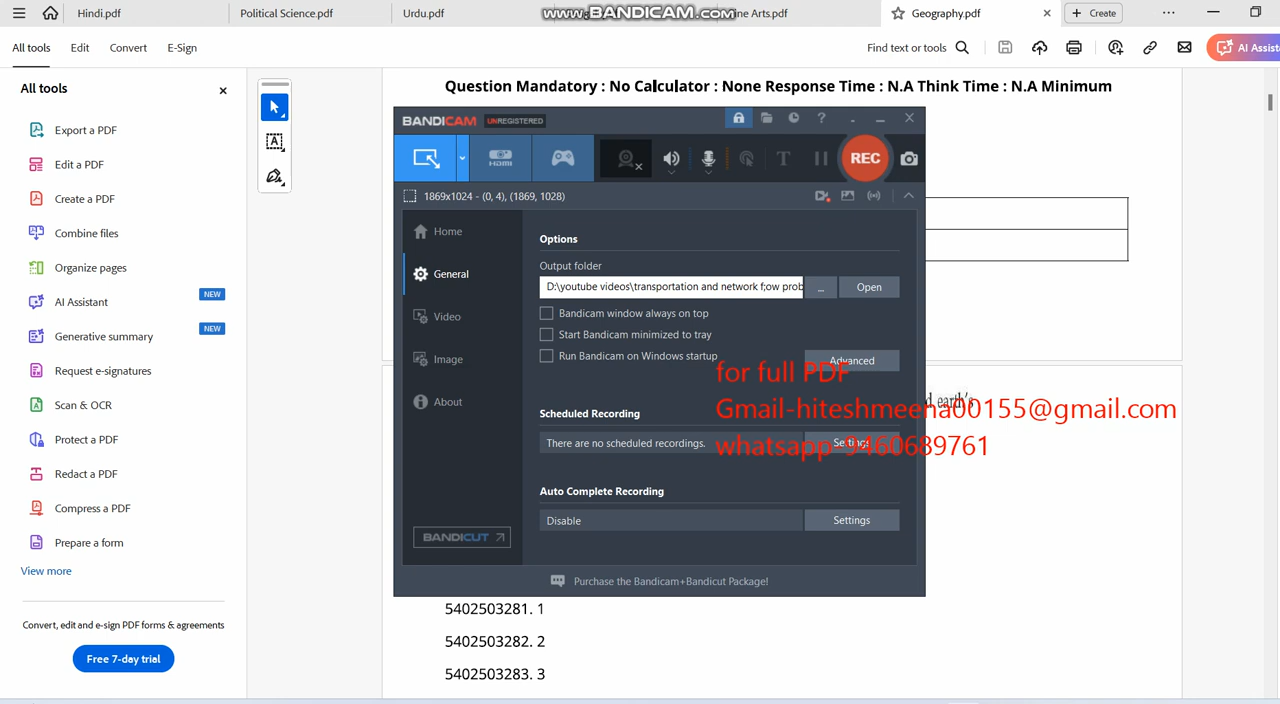 Hindi.pdf
Political Science.pdf
Urdu.pdf
www.BANDICAM.com
ine Arts.pdf
Geography.pdf
Create
All tools
Edit
Convert
E-Sign
Find text or tools
AI Assist
All tools
Export a PDF
Edit a PDF
Create a PDF
Combine files
Organize pages
AI Assistant
NEW
Generative summary
NEW
Request e-signatures
Scan & OCR
Protect a PDF
Redact a PDF
Compress a PDF
Prepare a form
View more
Convert, edit and e-sign PDF forms & agreements
Free 7-day trial
Question Mandatory : No Calculator : None Response Time : N.A Think Time : N.A Minimum
BANDICAM UNREGISTERED
HDMI
REC
1869x1024 - (0, 4), (1869, 1028)
Home
General
Video
Image
About
BANDICUT
Options
Output folder
D:\youtube videos\transportation and network f;ow prob
...
Open
Bandicam window always on top
Start Bandicam minimized to tray
Run Bandicam on Windows startup
Advanced
Scheduled Recording
There are no scheduled recordings.
Settings
Auto Complete Recording
Disable
Settings
Purchase the Bandicam+Bandicut Package!
for full PDF
Gmail-hiteshmeena00155@gmail.com
whatsapp-9460689761
d earth's
5402503281. 1
5402503282. 2
5402503283. 3